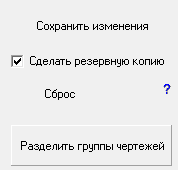 Сохранить изменения
Сделать резервную копию
Сброс
?
Разделить группы чертежей